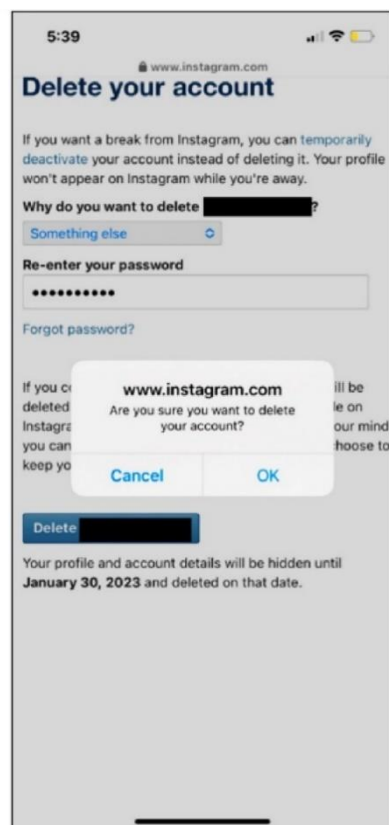 5:39
www.instagram.com
Delete your account
If you want a break from Instagram, you can temporarily
deactivate your account instead of deleting it. Your profile
won't appear on Instagram while you're away.
Why do you want to delete ?
Something else
Re-enter your password
••••••••••
Forgot password?
If you ill be
deleted le on
Instagra our mind
you can hoose to
keep yo
www.instagram.com
Are you sure you want to delete
your account?
Cancel OK
Delete
Your profile and account details will be hidden until
January 30, 2023 and deleted on that date.